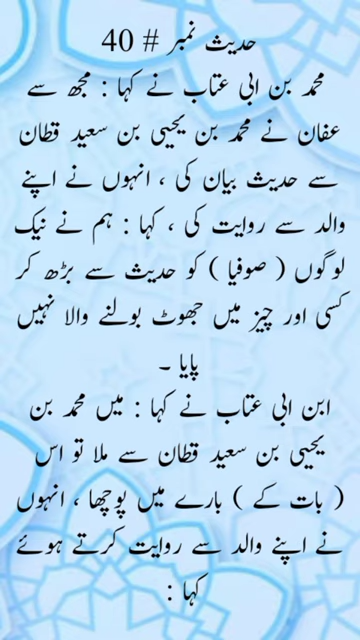 حدیث نمبر # 40
محمد بن ابی عتاب نے کہا : مجھ سے
عفان نے محمد بن یحییٰ بن سعید قطان
سے حدیث بیان کی ، انہوں نے اپنے
والد سے روایت کی ، کہا : ہم نے نیک
لوگوں ( صوفیا ) کو حدیث سے بڑھ کر
کسی اور چیز میں جھوٹ بولنے والا نہیں
پایا ۔
ابن ابی عتاب نے کہا : میں محمد بن
یحییٰ بن سعید قطان سے ملا تو اس
( بات کے ) بارے میں پوچھا ، انہوں
نے اپنے والد سے روایت کرتے ہوئے
کہا :